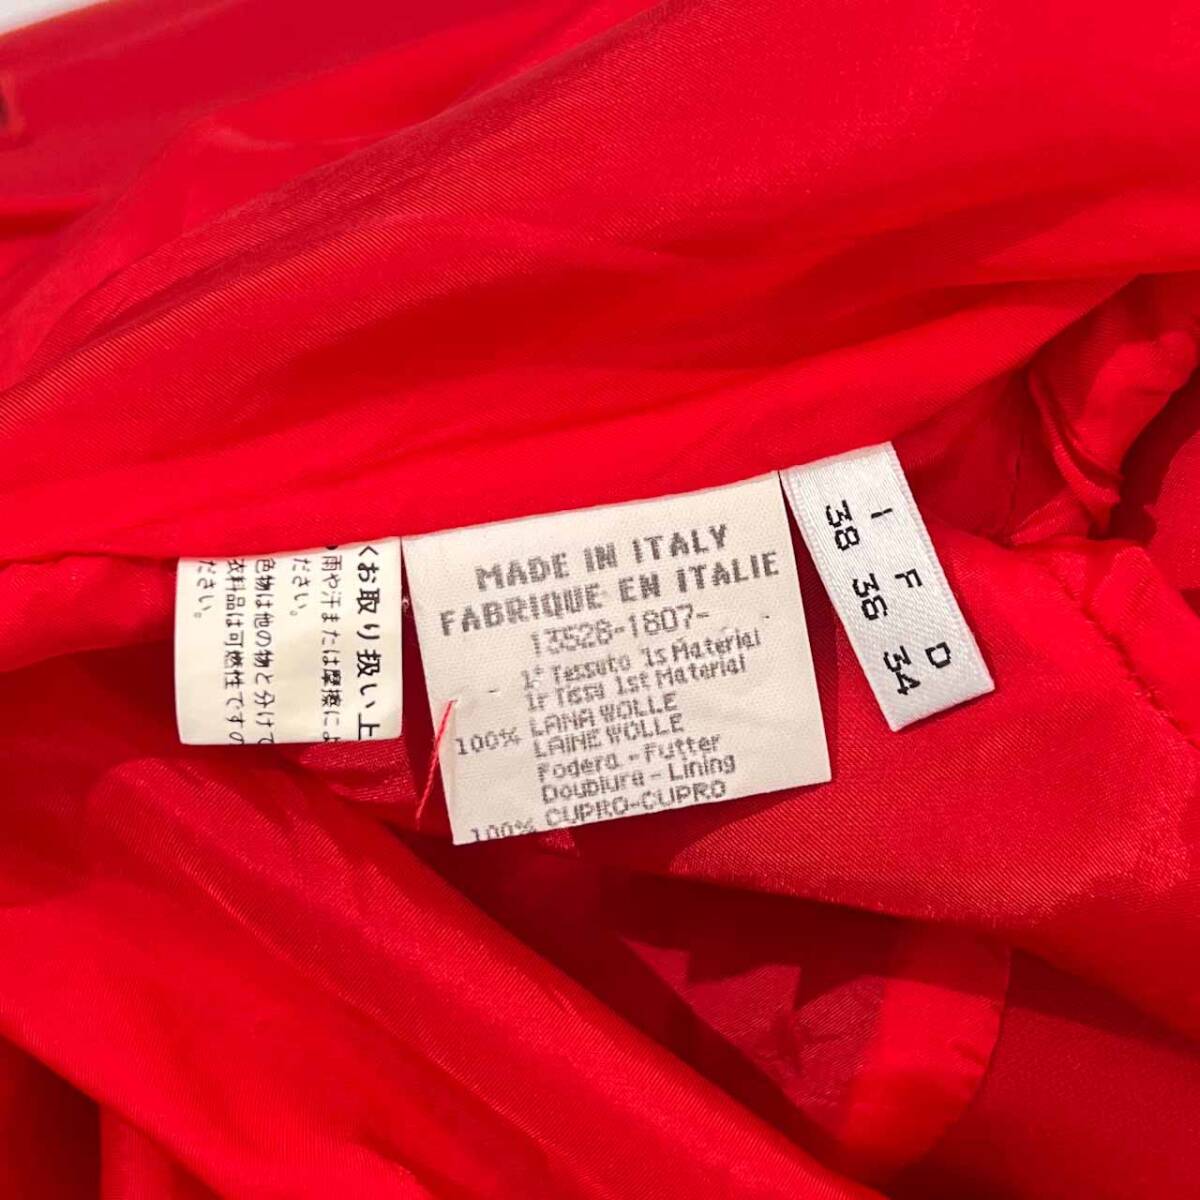 くお取り扱い上
雨や汗または摩擦によ
ださい。
色物は他の物と分けて
衣料品は可燃性ですの
ださい。
MADE IN ITALY
FABRIQUE EN ITALIE
13528-1807-
1° Tessuto 1s Material
1r Tissu 1st Material
100% LANA WOLLE
LAINE WOLLE
Fodera - Futter
Doublure - Lining
100% CUPRO-CUPRO
I F D
38 36 34